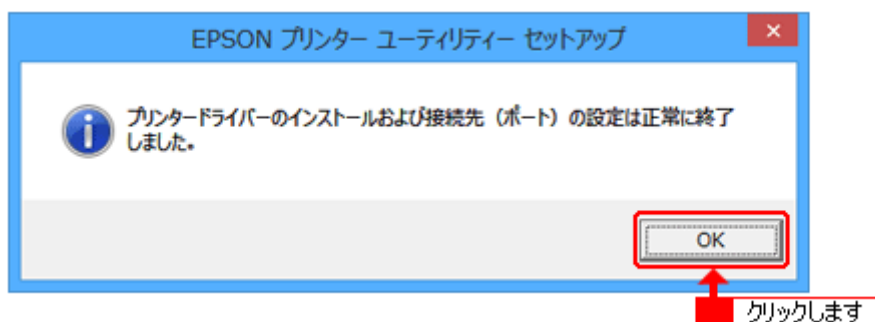 EPSON プリンター ユーティリティー セットアップ
プリンタードライバーのインストールおよび接続先（ポート）の設定は正常に終了
しました。
OK
クリックします